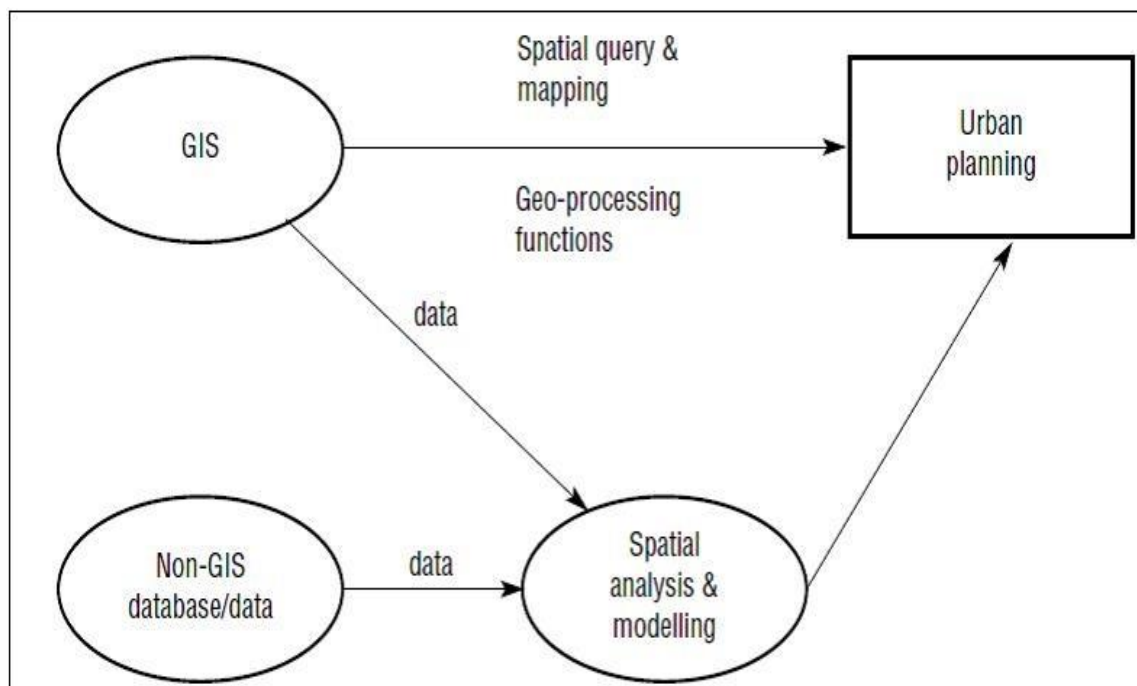 Spatial query &
mapping
GIS
Urban
planning
Geo-processing
functions
data
Non-GIS
database/data
data
Spatial
analysis &
modelling